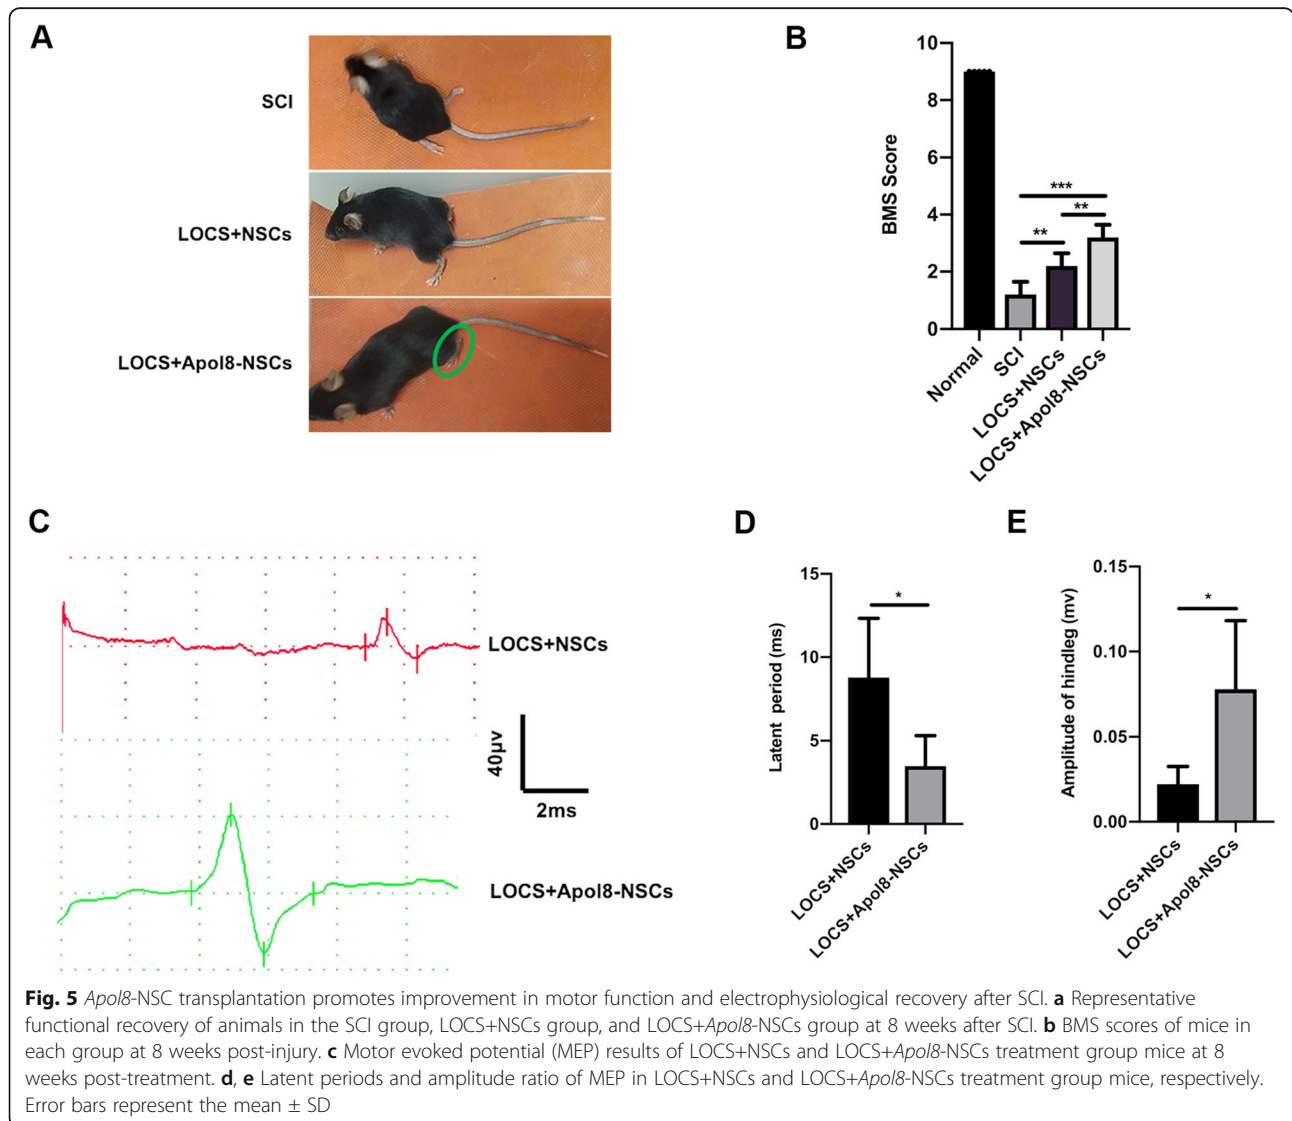 A
SCI
LOCS+NSCs
LOCS+Apol8-NSCs
B
BMS Score
10
8
6
4
2
0
***
**
**
Normal
SCI
LOCS+NSCs
LOCS+Apol8-NSCs
C
LOCS+NSCs
40μv
2ms
LOCS+Apol8-NSCs
D
Latent period (ms)
15
10
5
0
*
LOCS+NSCs
LOCS+Apol8-NSCs
E
Amplitude of hindleg (mv)
0.15
0.10
0.05
0.00
*
LOCS+NSCs
LOCS+Apol8-NSCs
Fig. 5 Apol8-NSC transplantation promotes improvement in motor function and electrophysiological recovery after SCI. a Representative
functional recovery of animals in the SCI group, LOCS+NSCs group, and LOCS+Apol8-NSCs group at 8 weeks after SCI. b BMS scores of mice in
each group at 8 weeks post-injury. c Motor evoked potential (MEP) results of LOCS+NSCs and LOCS+Apol8-NSCs treatment group mice at 8
weeks post-treatment. d, e Latent periods and amplitude ratio of MEP in LOCS+NSCs and LOCS+Apol8-NSCs treatment group mice, respectively.
Error bars represent the mean ± SD